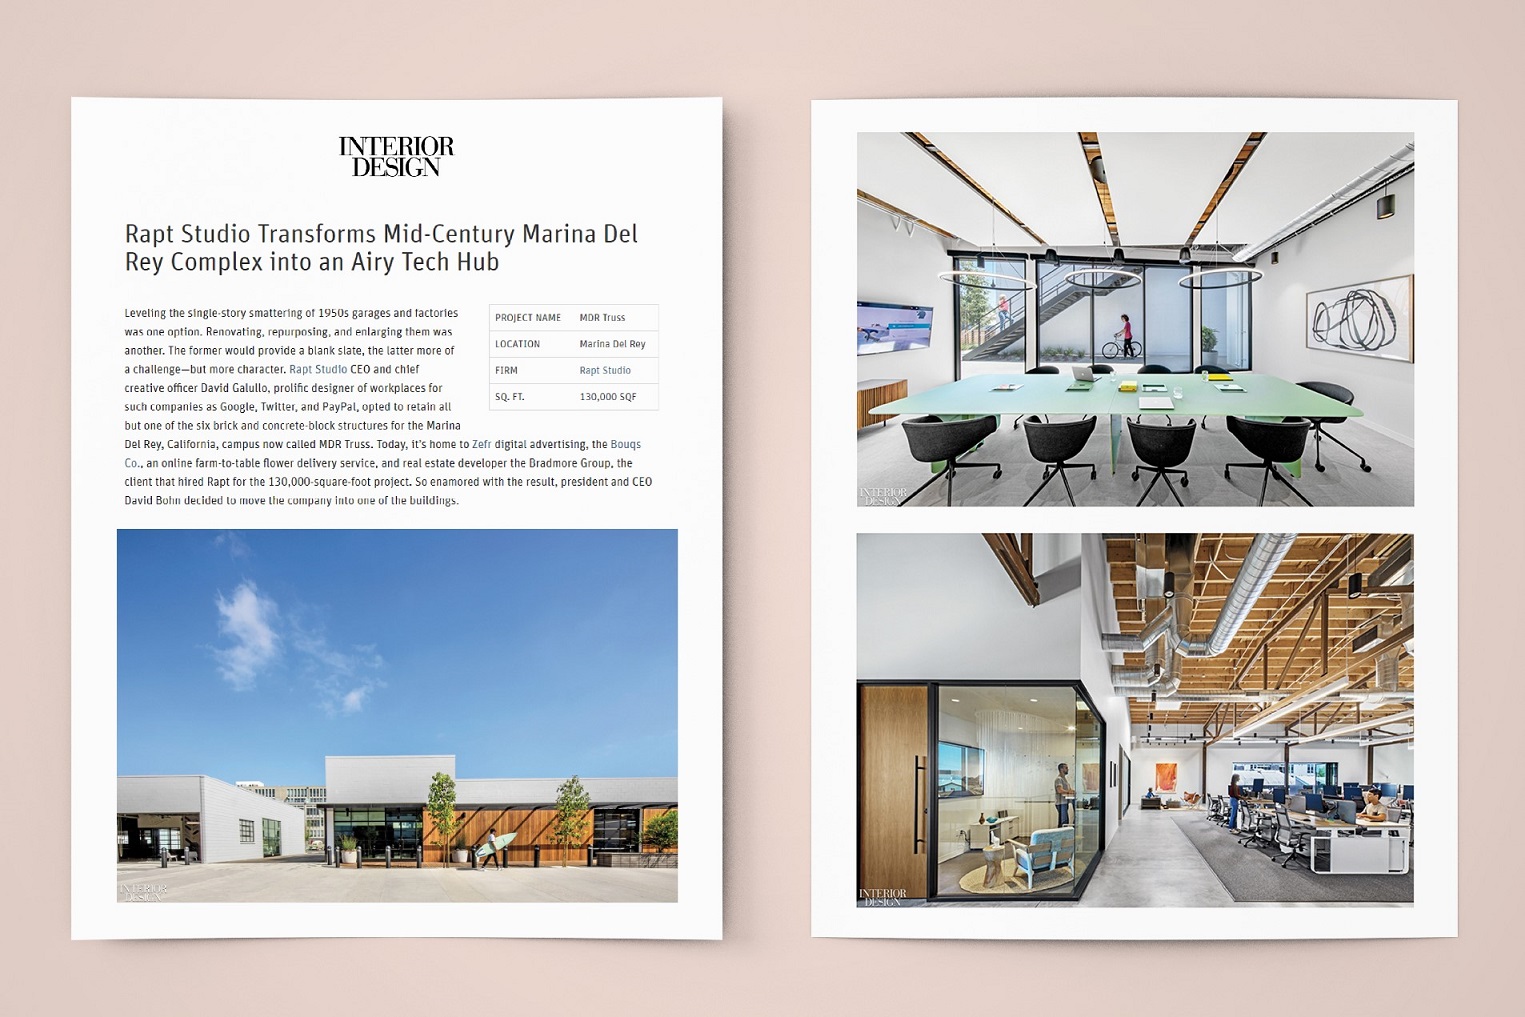 INTERIOR
DESIGN
Rapt Studio Transforms Mid-Century Marina Del
Rey Complex into an Airy Tech Hub
Leveling the single-story smattering of 1950s garages and factories
was one option. Renovating, repurposing, and enlarging them was
another. The former would provide a blank slate, the latter more of
a challenge—but more character. Rapt Studio CEO and chief
creative officer David Galullo, prolific designer of workplaces for
such companies as Google, Twitter, and PayPal, opted to retain all
but one of the six brick and concrete-block structures for the Marina
Del Rey, California, campus now called MDR Truss. Today, it's home to Zefr digital advertising, the Bouqs
Co., an online farm-to-table flower delivery service, and real estate developer the Bradmore Group, the
client that hired Rapt for the 130,000-square-foot project. So enamored with the result, president and CEO
David Bohn decided to move the company into one of the buildings.
PROJECT NAME MDR Truss
LOCATION Marina Del Rey
FIRM Rapt Studio
SQ. FT. 130,000 SQF
INTERIOR
DESIGN
INTERIOR
DESIGN
INTERIOR
DESIGN